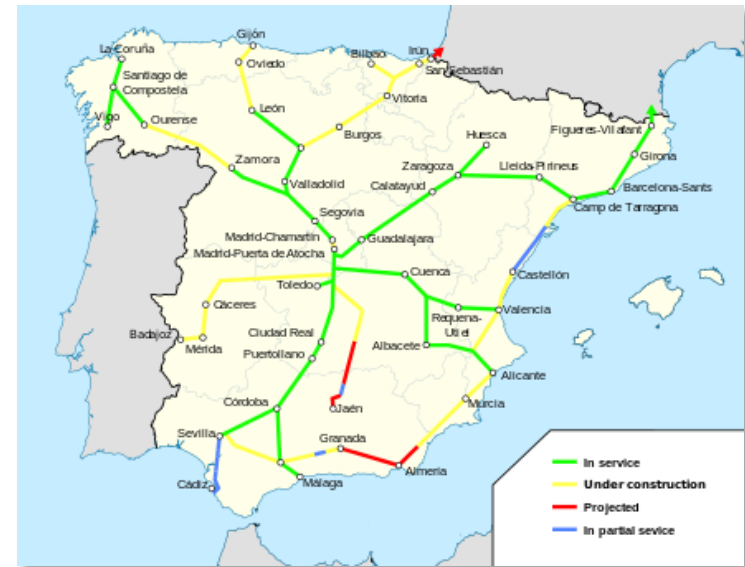 Gijón
La Coruña
Bilbao
Irún
Oviedo
San Sebastián
Santiago de
Compostela
León
Vitoria
Vigo
Ourense
Burgos
Huesca
Figueres-Vilafant
Zamora
Zaragoza
Lleida-Pirineus
Girona
Valladolid
Calatayud
Barcelona-Sants
Segovia
Camp de Tarragona
Madrid-Chamartín
Guadalajara
Madrid-Puerta de Atocha
Cuenca
Castellón
Toledo
Cáceres
Requena-
Utiel
Valencia
Badajoz
Mérida
Ciudad Real
Albacete
Puertollano
Alicante
Córdoba
Jaén
Murcia
Sevilla
Granada
Almería
Cádiz
Málaga
In service
Under construction
Projected
In partial sevice